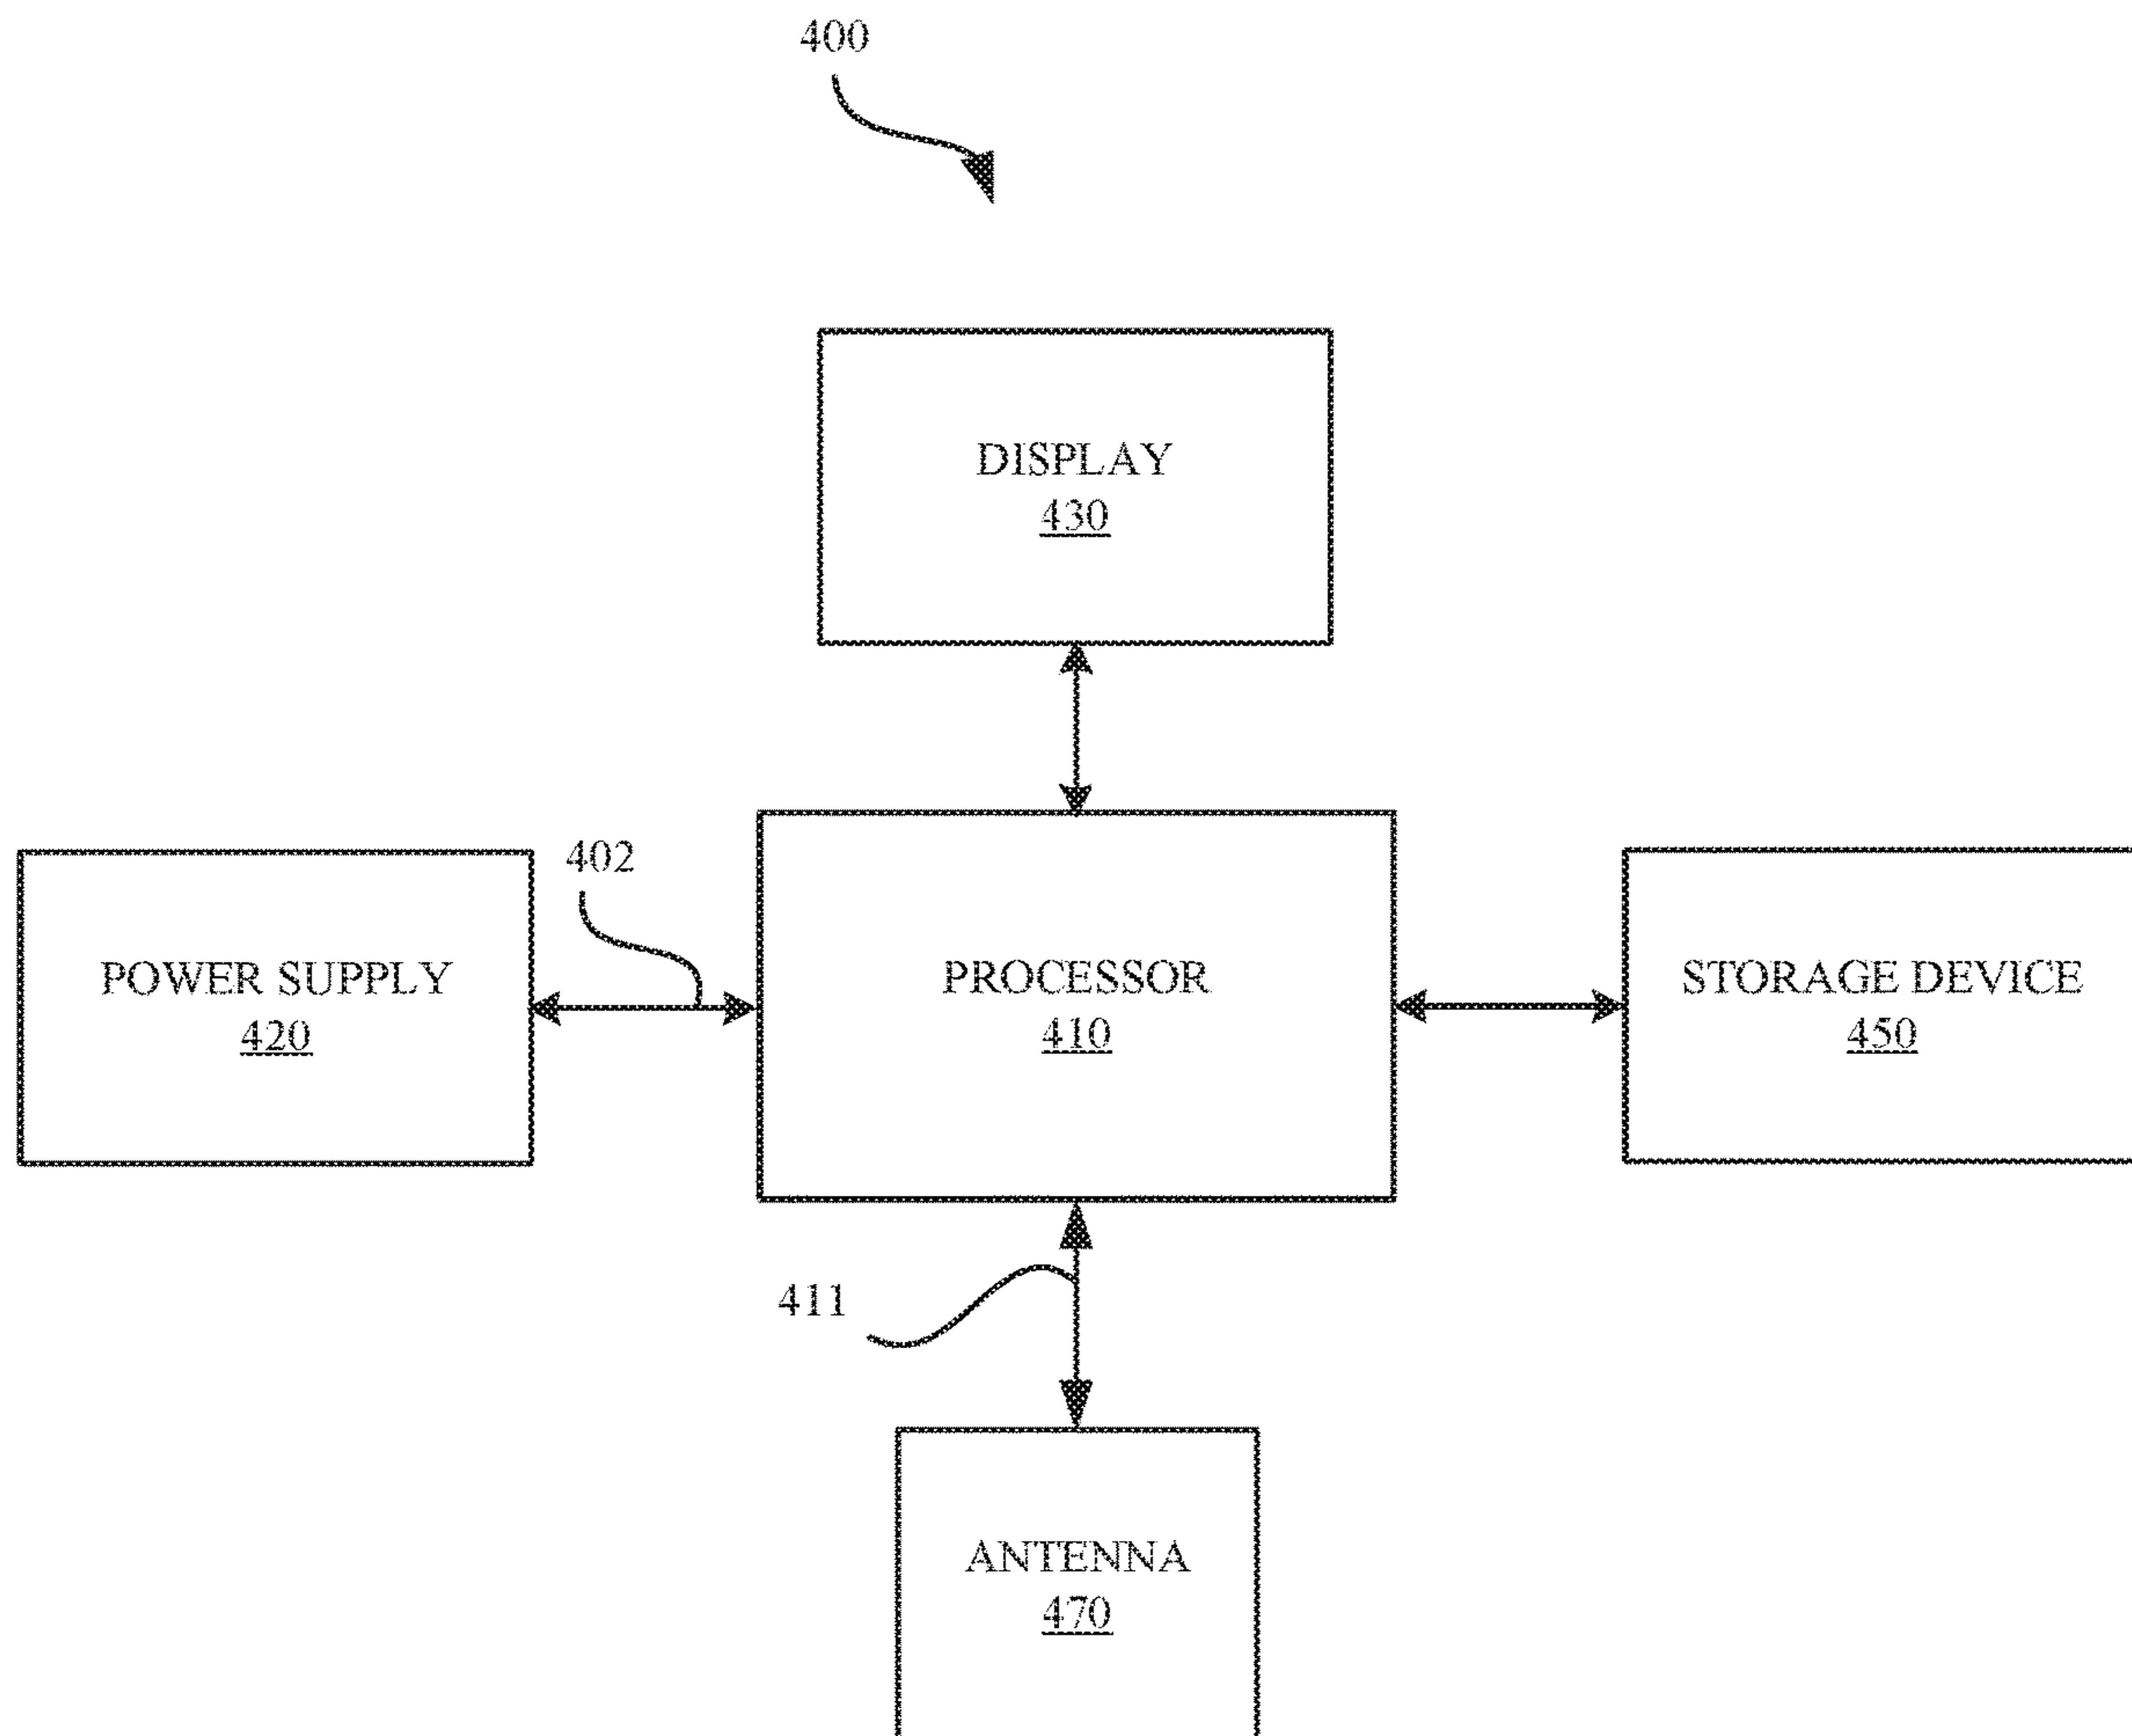 400
DISPLAY
430
402
POWER SUPPLY
420
PROCESSOR
410
STORAGE DEVICE
450
411
ANTENNA
470